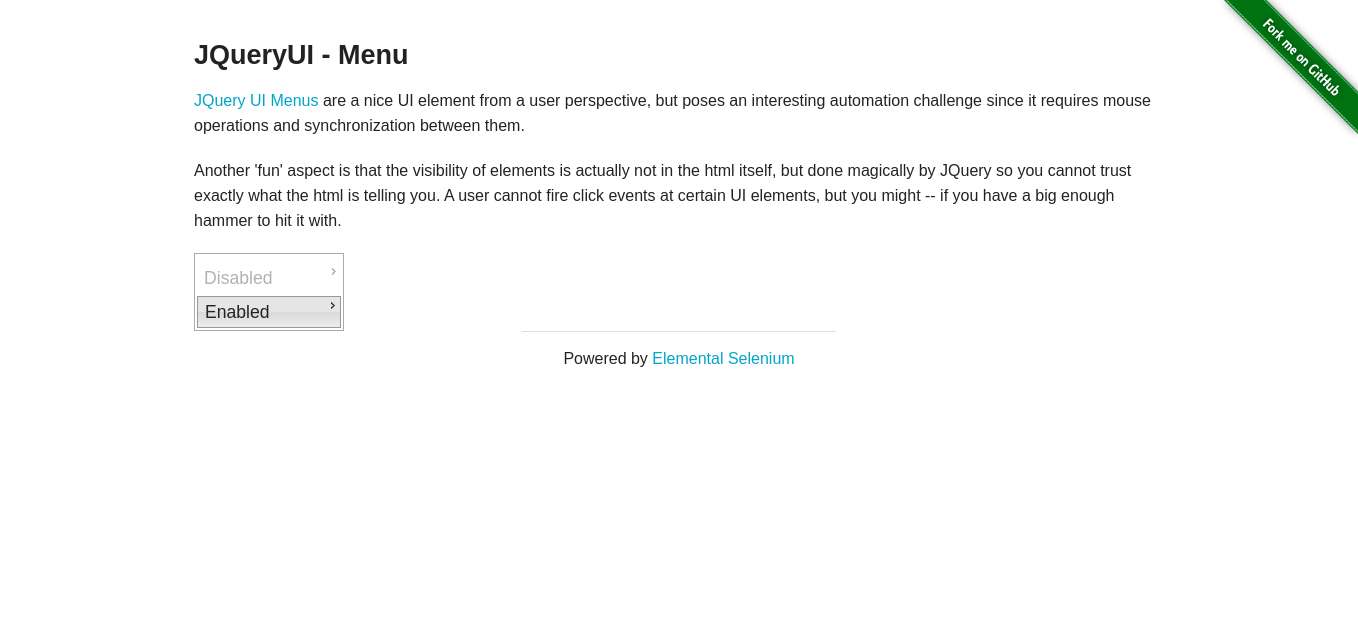 Fork me on GitHub
JQueryUI - Menu
JQuery UI Menus are a nice UI element from a user perspective, but poses an interesting automation challenge since it requires mouse
operations and synchronization between them.
Another 'fun' aspect is that the visibility of elements is actually not in the html itself, but done magically by JQuery so you cannot trust
exactly what the html is telling you. A user cannot fire click events at certain UI elements, but you might -- if you have a big enough
hammer to hit it with.
Disabled
Enabled
Powered by Elemental Selenium